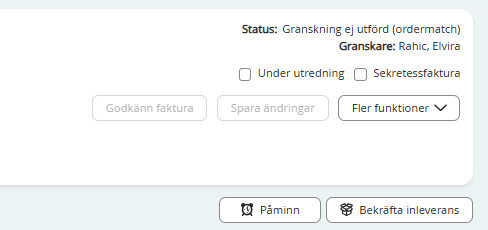 Status: Granskning ej utförd (ordermatch)
Granskare: Rahic, Elvira
Under utredning Sekretessfaktura
Godkänn faktura Spara ändringar Fler funktioner
Påminn Bekräfta inleverans